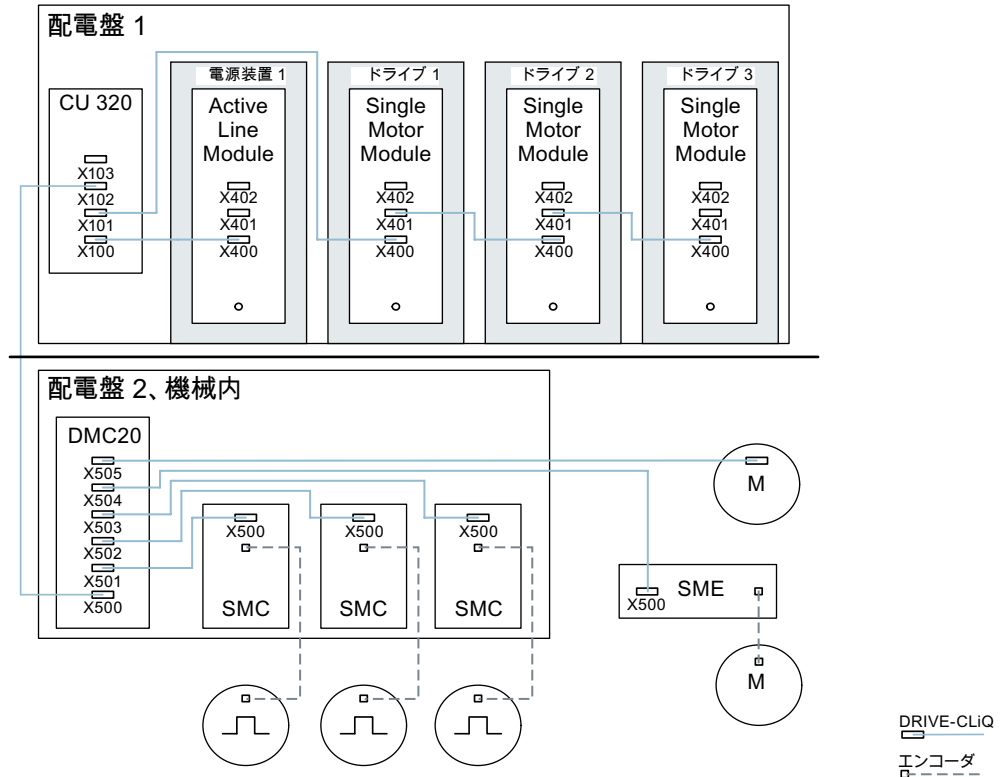 配電盤 1
電源装置 1
ドライブ 1
ドライブ 2
ドライブ 3
CU 320
X103
X102
X101
X100
Active
Line
Module
X402
X401
X400
Single
Motor
Module
X402
X401
X400
Single
Motor
Module
X402
X401
X400
Single
Motor
Module
X402
X401
X400
配電盤 2、機械内
DMC20
X505
X504
X503
X502
X501
X500
X500
SMC
X500
SMC
X500
SMC
M
X500
SME
M
DRIVE-CLiQ
エンコーダ